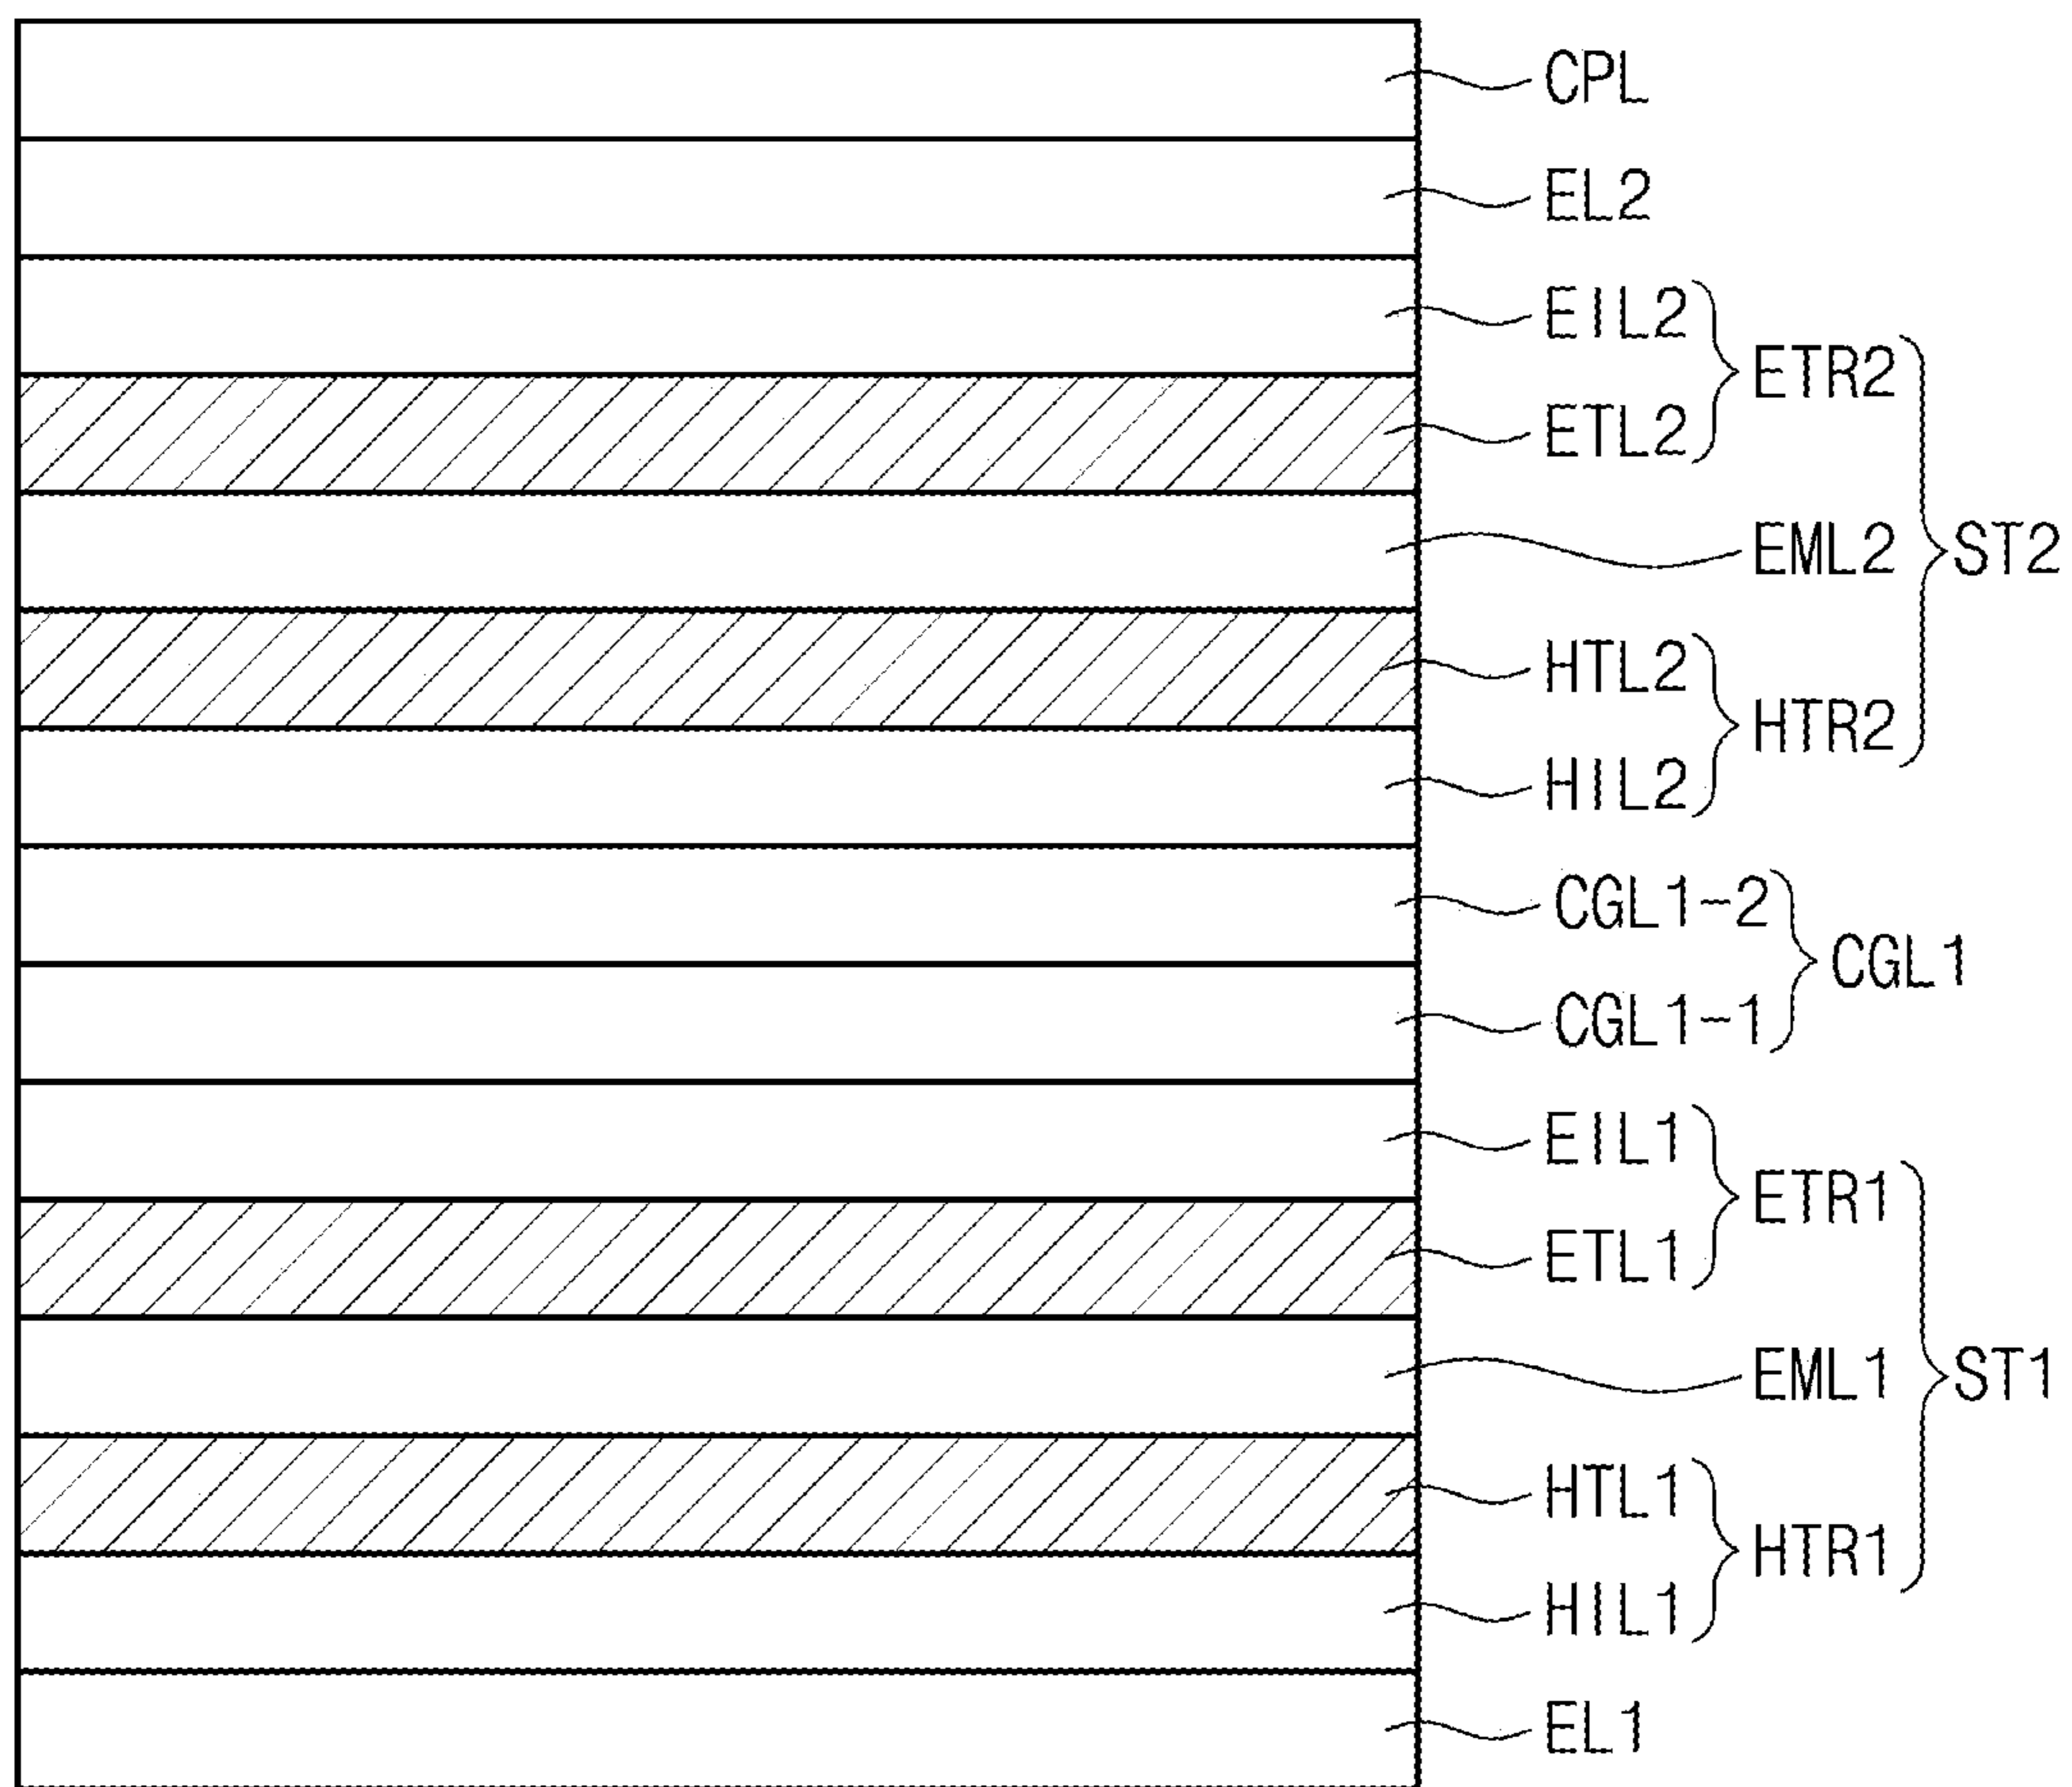 CPL
EL2
EIL2
ETR2
ETL2
EML2
ST2
HTL2
HTR2
HIL2
CGL1-2
CGL1
CGL1-1
EIL1
ETR1
ETL1
EML1
ST1
HTL1
HTR1
HIL1
EL1